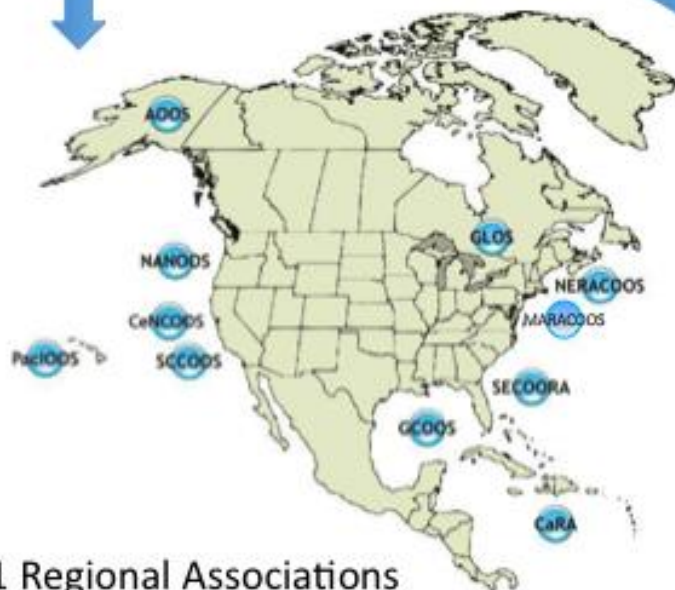 AOOS
GLOS
NANOOS
NERACOOS
CeNCOOS
MARACOOS
PacIOOS
SCCOOS
SECOORA
GCOOS
CaRA
1 Regional Associations